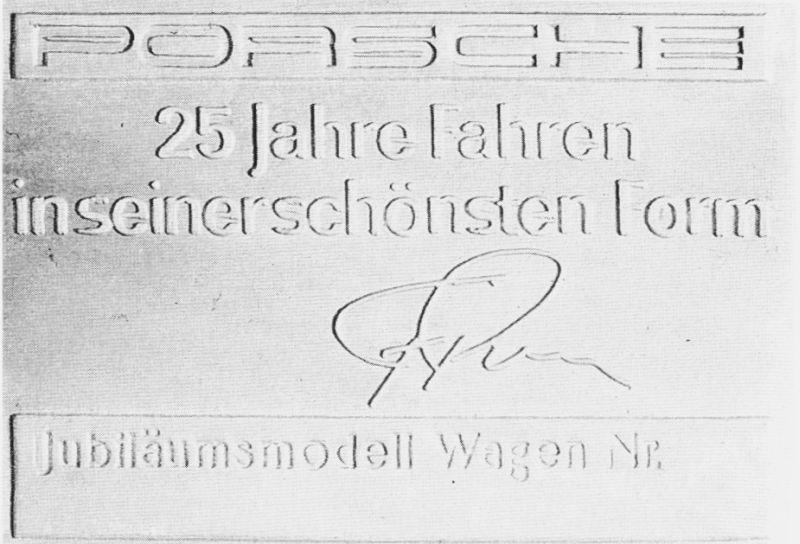 PORSCHE
25 Jahre Fahren
in seiner schönsten Form
Jubiläumsmodell Wagen Nr.